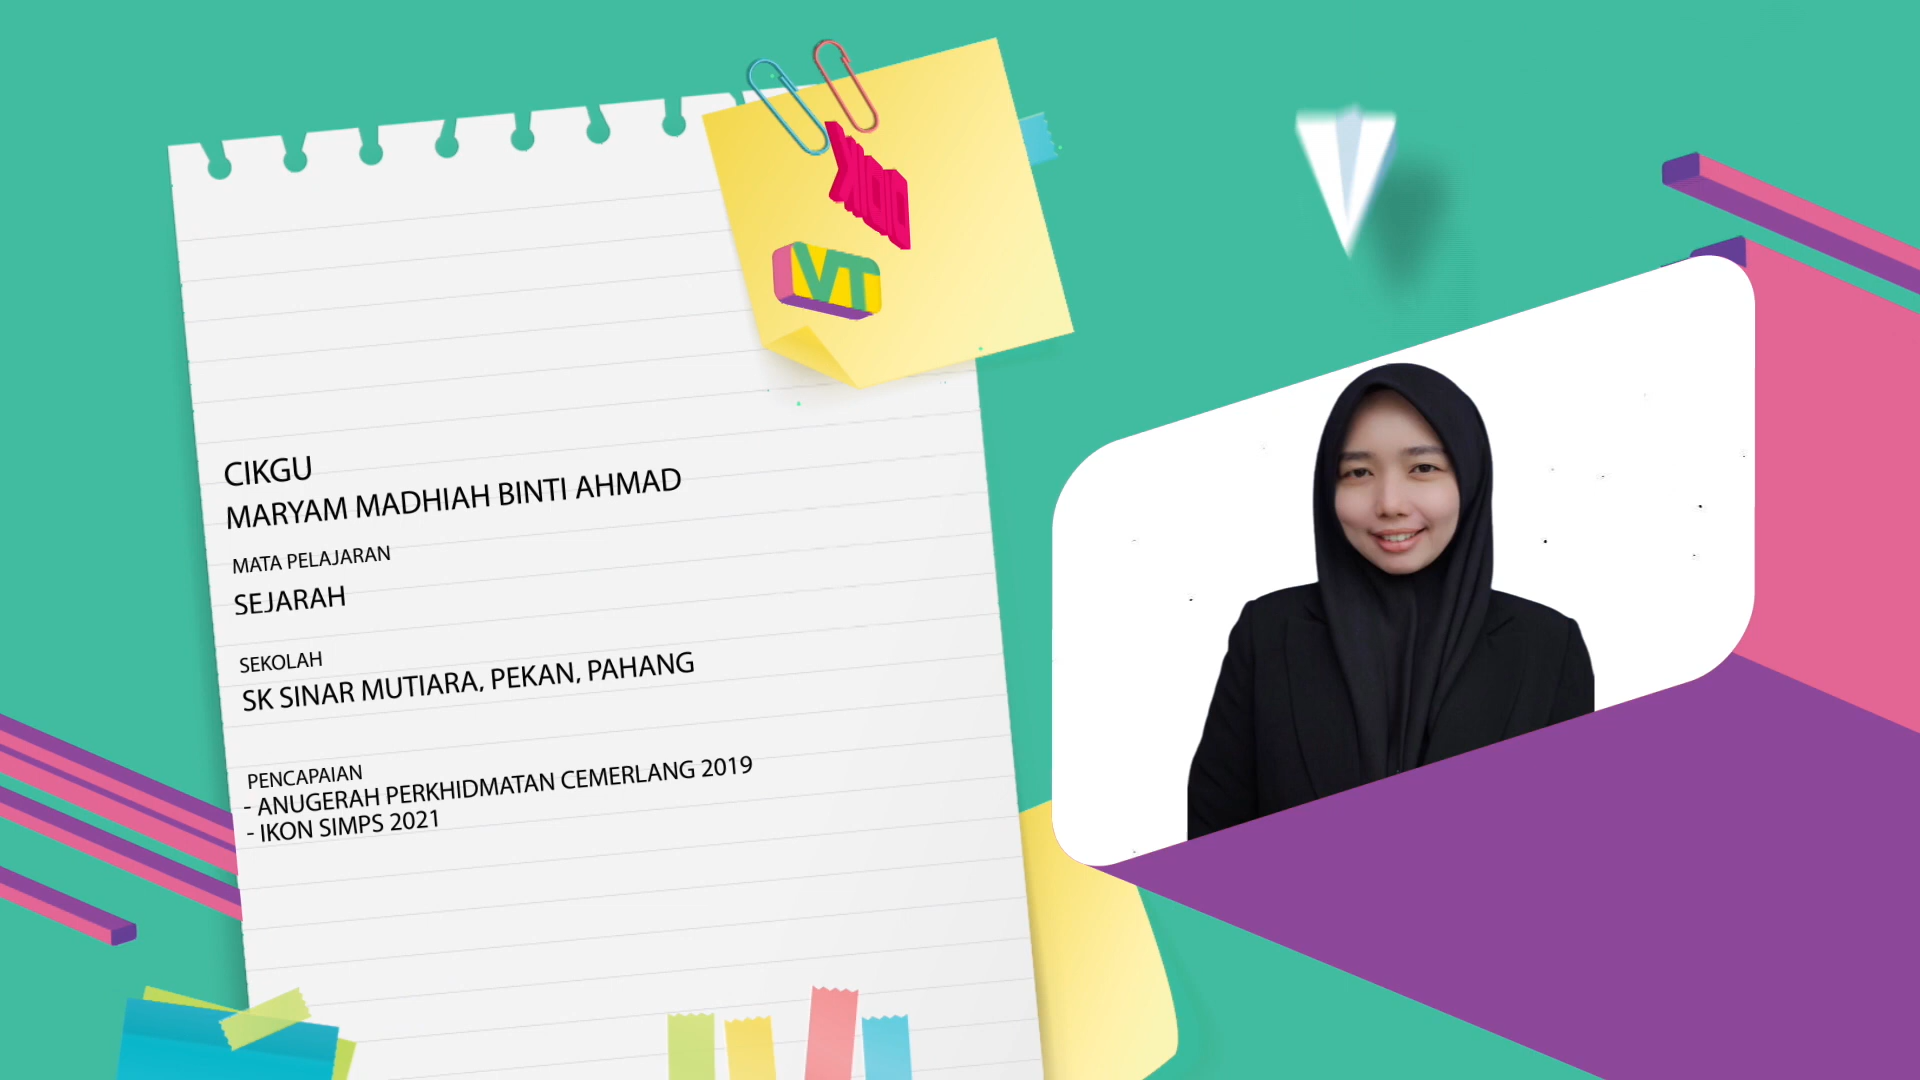 CIKGU
MARYAM MADHIAH BINTI AHMAD
MATA PELAJARAN
SEJARAH
SEKOLAH
SK SINAR MUTIARA, PEKAN, PAHANG
PENCAPAIAN
- ANUGERAH PERKHIDMATAN CEMERLANG 2019
- IKON SIMPS 2021